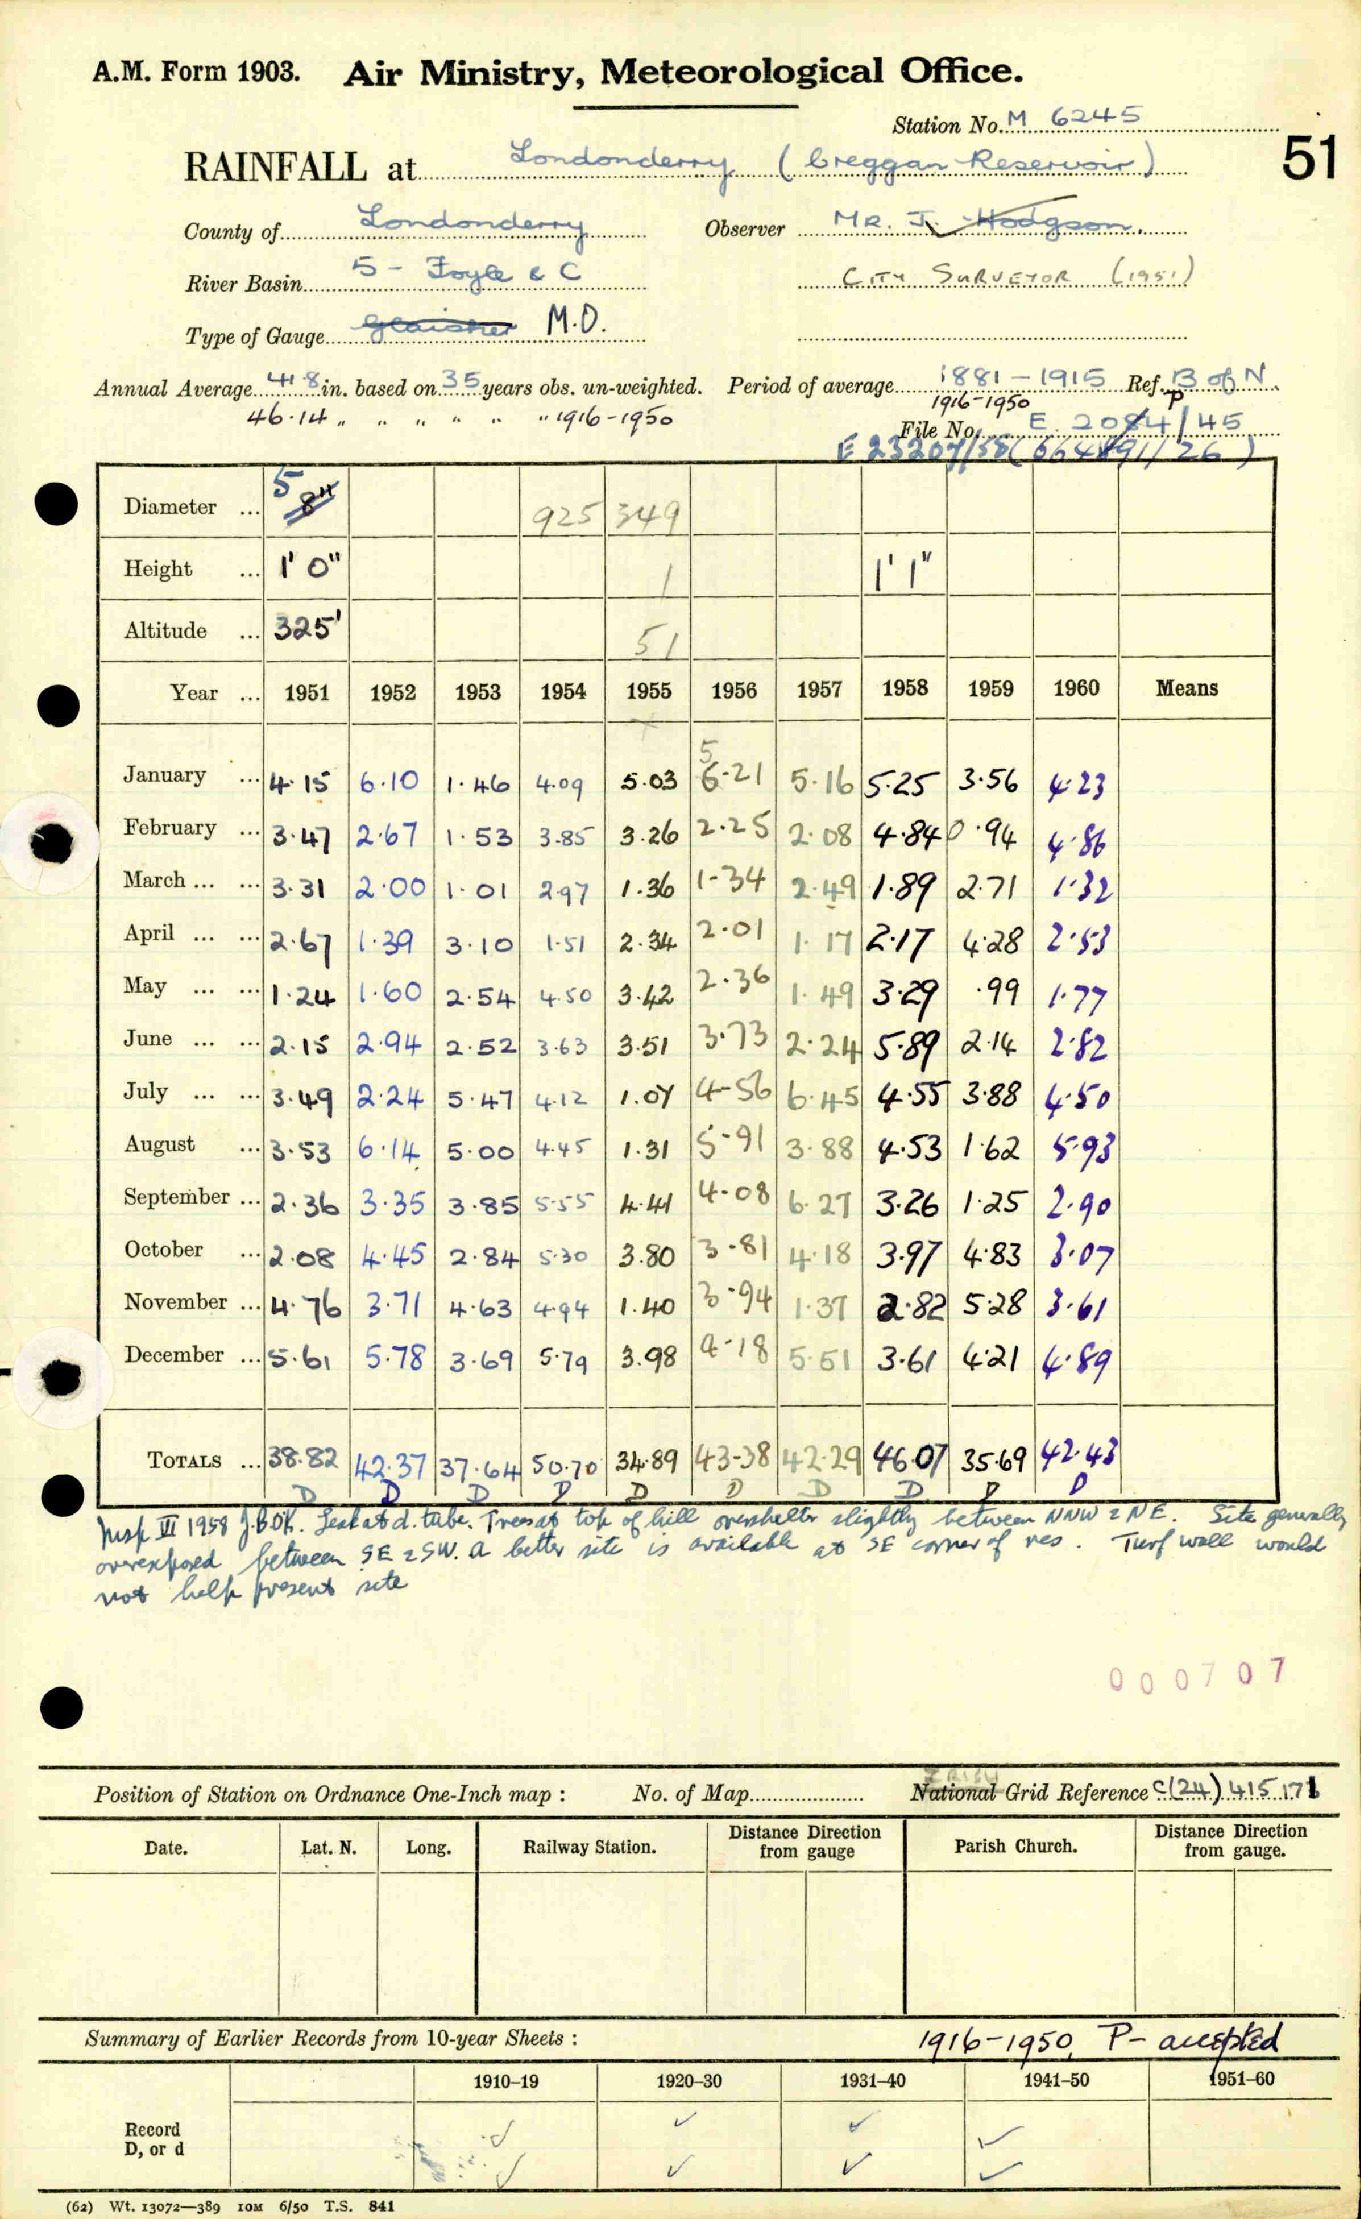 A.M. Form 1903. Air Ministry, Meteorological Office.
Station No. M 6245
51
RAINFALL at Londonderry (Creggan Reservoir)
County of Londonderry Observer Mr. J. Hodgson.
River Basin 5 - Foyle & C City Surveyor (1951)
Type of Gauge Glaisher M.O.
Annual Average 41.8 in. based on 35 years obs. un-weighted. Period of average 1881-1915 Ref. B of N.
46.14 " " " " " " 1916-1950 1916-1950 P
File No. E 2084/45
E 23207/58 (664891/26)
Diameter ... 5 8" 925 349
Height ... 1' 0" 1 1' 1"
Altitude ... 325' 51
Year ... 1951 1952 1953 1954 1955 1956 1957 1958 1959 1960 Means
January ... 4.15 6.10 1.46 4.09 5.03 5 6.21 5.16 5.25 3.56 4.23
February ... 3.47 2.67 1.53 3.85 3.26 2.25 2.08 4.84 0.94 4.86
March ... ... 3.31 2.00 1.01 2.97 1.36 1.34 2.49 1.89 2.71 1.32
April ... ... 2.67 1.39 3.10 1.51 2.34 2.01 1.17 2.17 4.28 2.53
May ... ... 1.24 1.60 2.54 4.50 3.42 2.36 1.49 3.29 .99 1.77
June ... ... 2.15 2.94 2.52 3.63 3.51 3.73 2.24 5.89 2.14 2.82
July ... ... 3.49 2.24 5.47 4.12 1.07 4.56 6.45 4.55 3.88 4.50
August ... 3.53 6.14 5.00 4.45 1.31 5.91 3.88 4.53 1.62 5.93
September ... 2.36 3.35 3.85 5.55 4.41 4.08 6.27 3.26 1.25 2.90
October ... 2.08 4.45 2.84 5.30 3.80 3.81 4.18 3.97 4.83 3.07
November ... 4.76 3.71 4.63 4.94 1.40 3.94 1.37 2.82 5.28 3.61
December ... 5.61 5.78 3.69 5.79 3.98 4.18 5.51 3.61 4.21 4.89
TOTALS ... 38.82 42.37 37.64 50.70 34.89 43.38 42.29 46.07 35.69 42.43
D D D D D D D D D D
Insp VI 1958 J.B.O'K. Leak at d. tube. Trees at top of hill overshelter slightly between NNW & NE. Site generally
overexposed between SE & SW. A better site is available at SE corner of res. Turf wall would
not help present site
000707
Position of Station on Ordnance One-Inch map : No. of Map IRISH National Grid Reference C(24) 415 171
Date. Lat. N. Long. Railway Station. Distance from gauge Direction Parish Church. Distance from gauge. Direction
Summary of Earlier Records from 10-year Sheets : 1916-1950, P- accepted
1910–19 1920–30 1931–40 1941–50 1951–60
Record ✓ ✓ ✓ ✓
D, or d ✓ ✓ ✓ ✓
(62) Wt. 13072—389 10M 6/50 T.S. 841